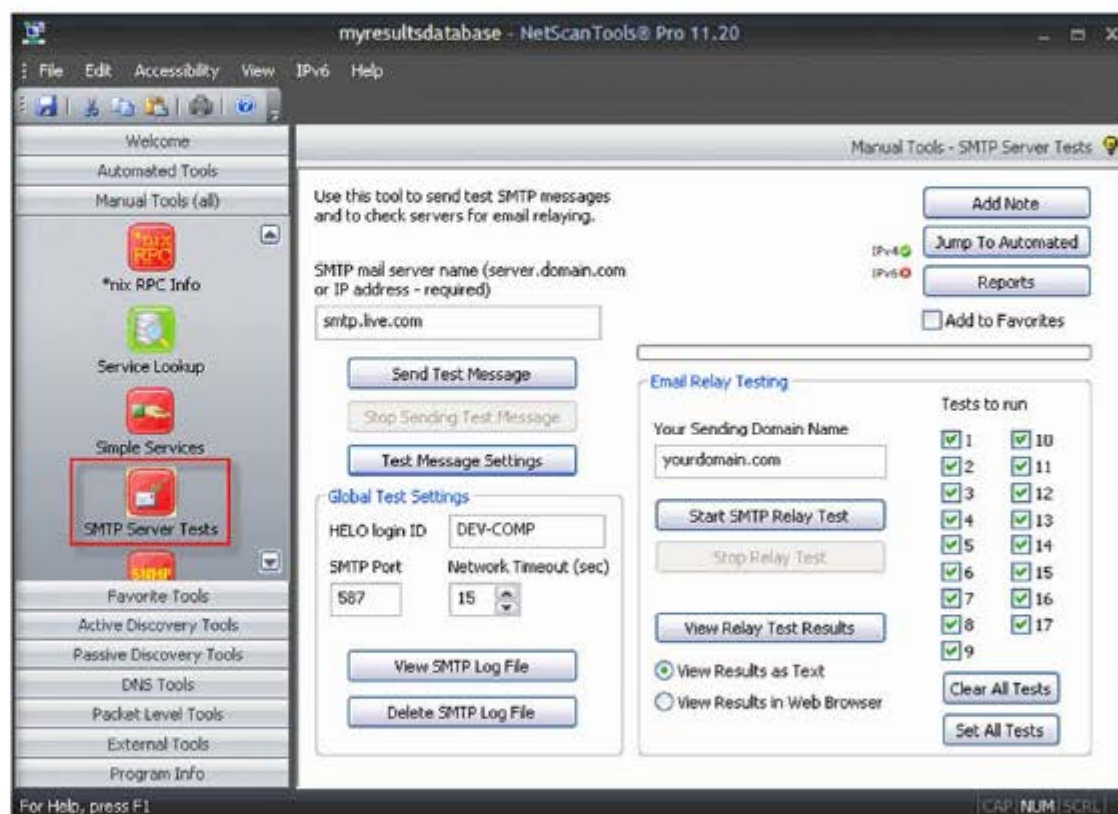 myresultsdatabase - NetScanTools® Pro 11.20
File Edit Accessibility View IPv6 Help
Welcome
Automated Tools
Manual Tools (all)
*nix RPC
*nix RPC Info
Service Lookup
Simple Services
SMTP Server Tests
SNMP
Favorite Tools
Active Discovery Tools
Passive Discovery Tools
DNS Tools
Packet Level Tools
External Tools
Program Info
Manual Tools - SMTP Server Tests
Use this tool to send test SMTP messages
and to check servers for email relaying.
Add Note
IPv4
Jump To Automated
IPv6
Reports
Add to Favorites
SMTP mail server name (server.domain.com
or IP address - required)
smtp.live.com
Send Test Message
Stop Sending Test Message
Test Message Settings
Global Test Settings
HELO login ID DEV-COMP
SMTP Port Network Timeout (sec)
587 15
View SMTP Log File
Delete SMTP Log File
Email Relay Testing
Your Sending Domain Name
yourdomain.com
Start SMTP Relay Test
Stop Relay Test
View Relay Test Results
View Results as Text
View Results in Web Browser
Tests to run
1 10
2 11
3 12
4 13
5 14
6 15
7 16
8 17
9
Clear All Tests
Set All Tests
For Help, press F1
CAP NUM SCRL